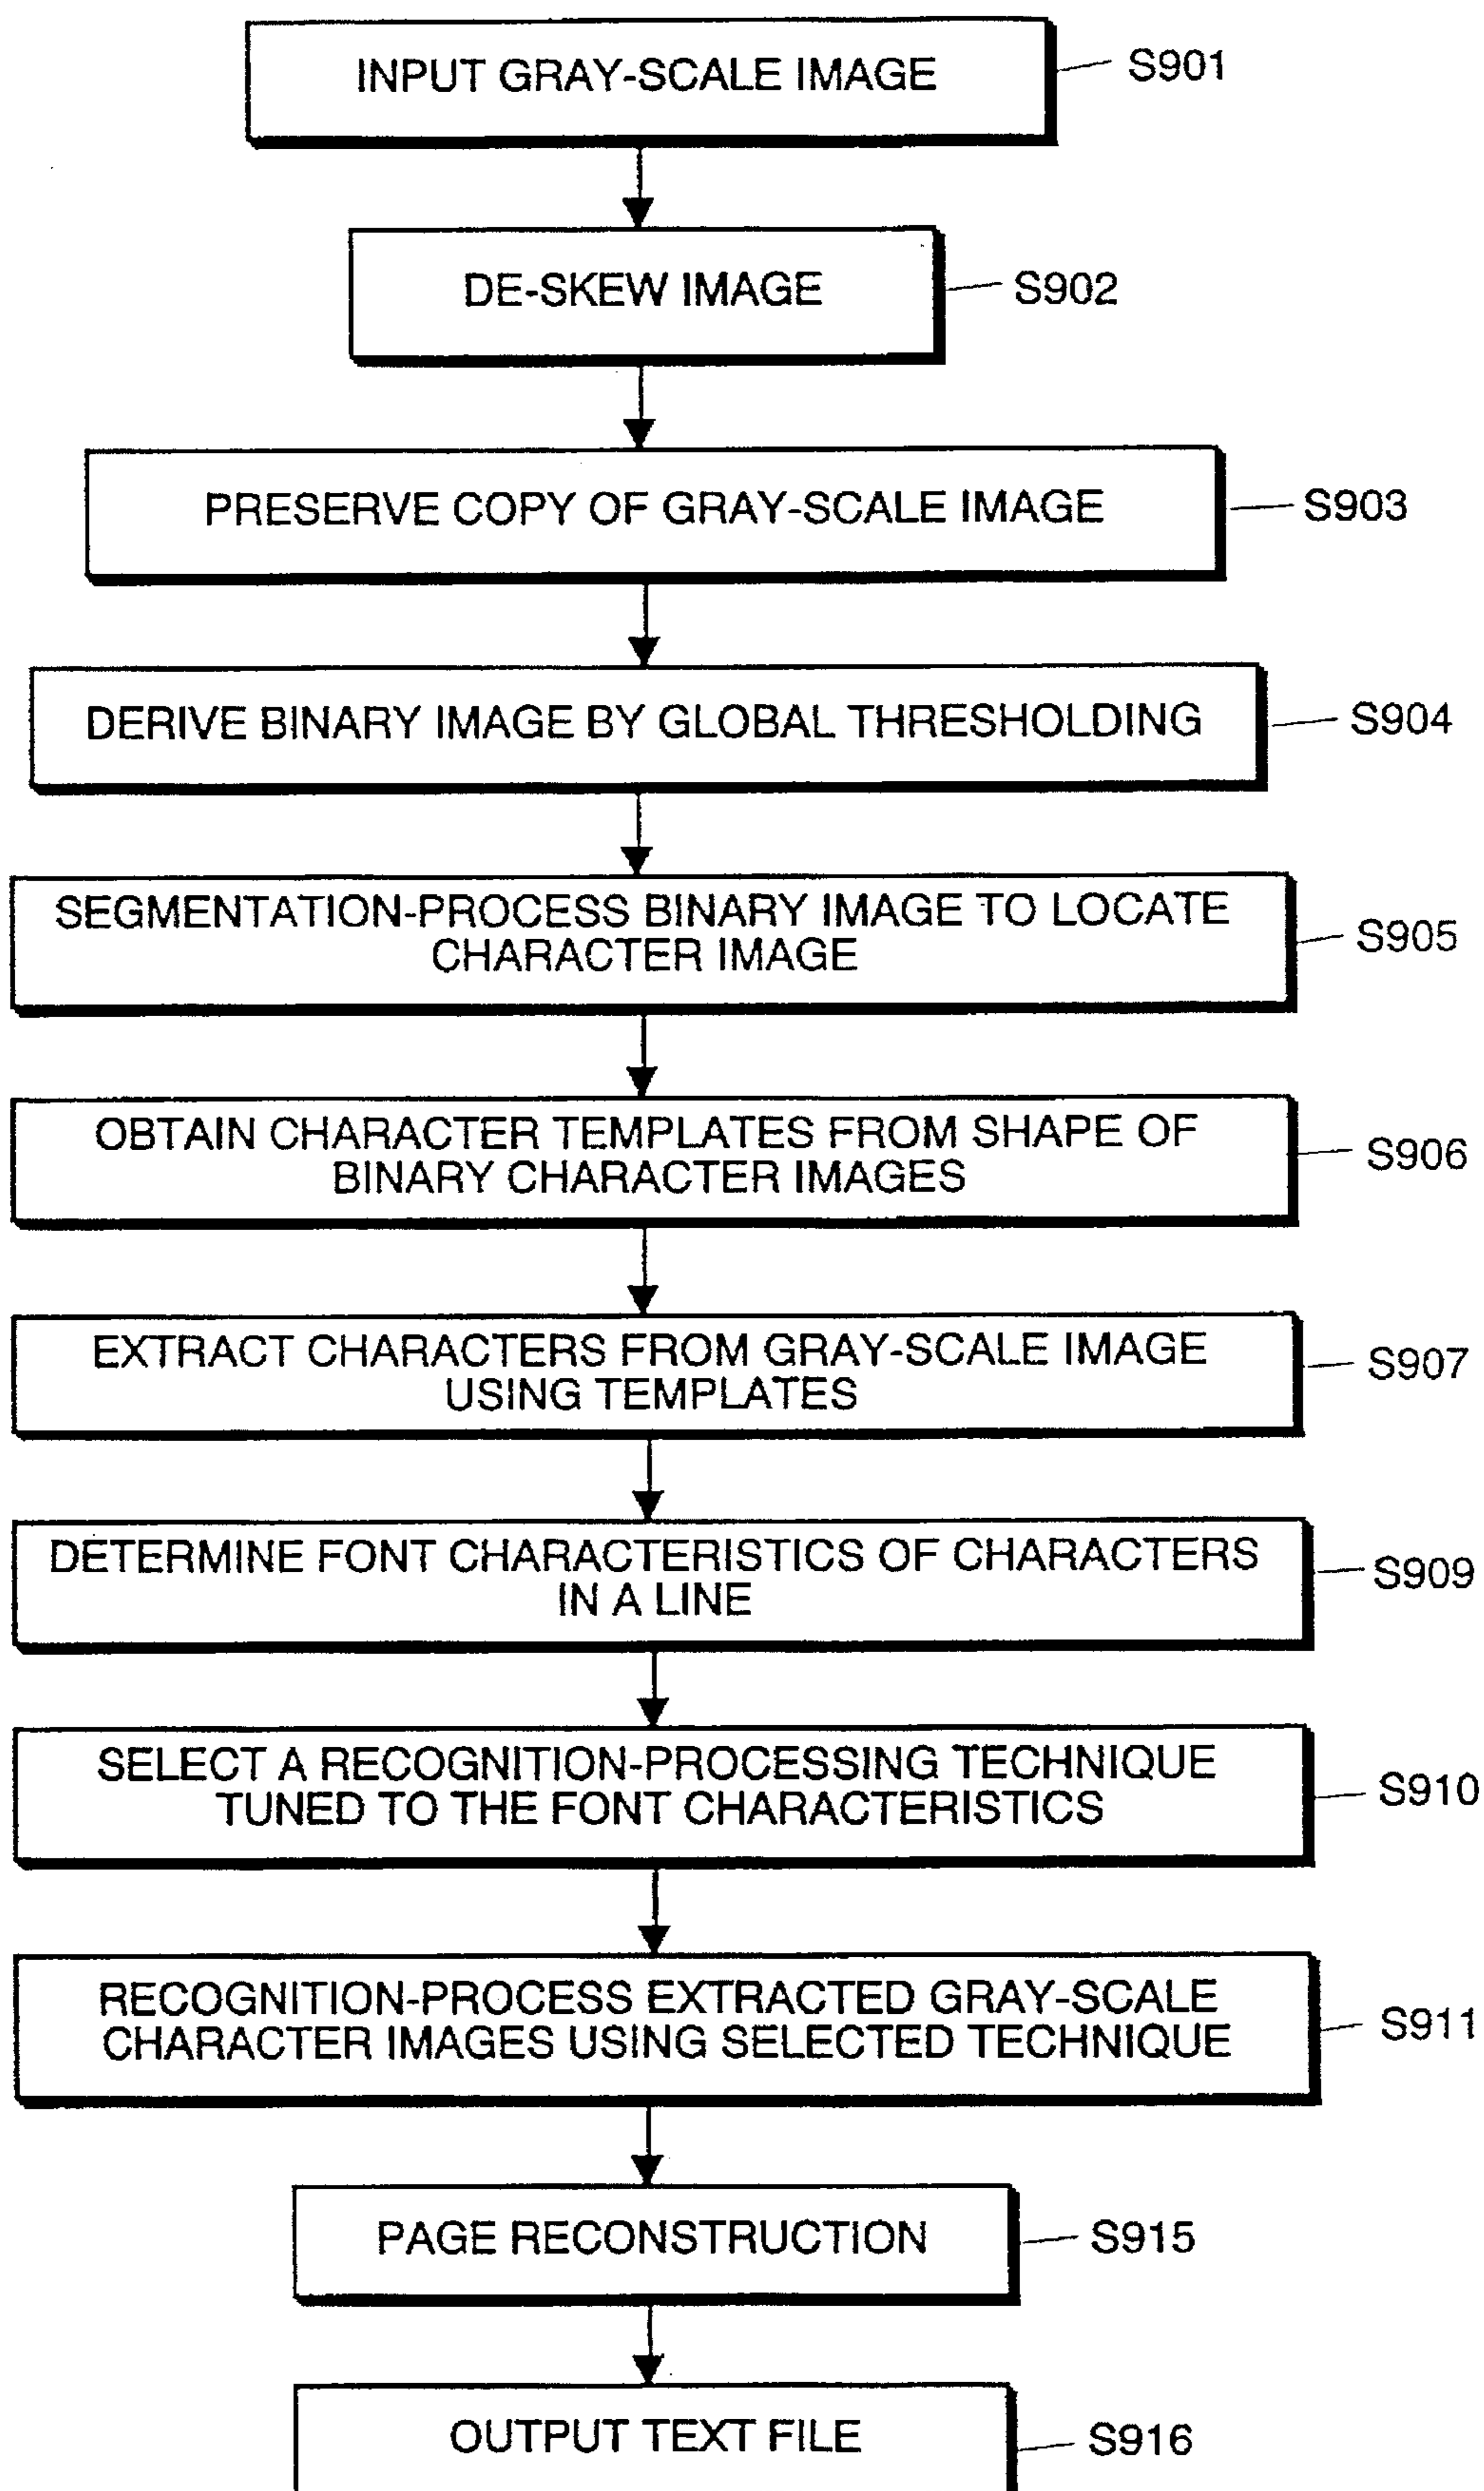 INPUT GRAY-SCALE IMAGE
S901
DE-SKEW IMAGE
S902
PRESERVE COPY OF GRAY-SCALE IMAGE
S903
DERIVE BINARY IMAGE BY GLOBAL THRESHOLDING
S904
SEGMENTATION-PROCESS BINARY IMAGE TO LOCATE
CHARACTER IMAGE
S905
OBTAIN CHARACTER TEMPLATES FROM SHAPE OF
BINARY CHARACTER IMAGES
S906
EXTRACT CHARACTERS FROM GRAY-SCALE IMAGE
USING TEMPLATES
S907
DETERMINE FONT CHARACTERISTICS OF CHARACTERS
IN A LINE
S909
SELECT A RECOGNITION-PROCESSING TECHNIQUE
TUNED TO THE FONT CHARACTERISTICS
S910
RECOGNITION-PROCESS EXTRACTED GRAY-SCALE
CHARACTER IMAGES USING SELECTED TECHNIQUE
S911
PAGE RECONSTRUCTION
S915
OUTPUT TEXT FILE
S916